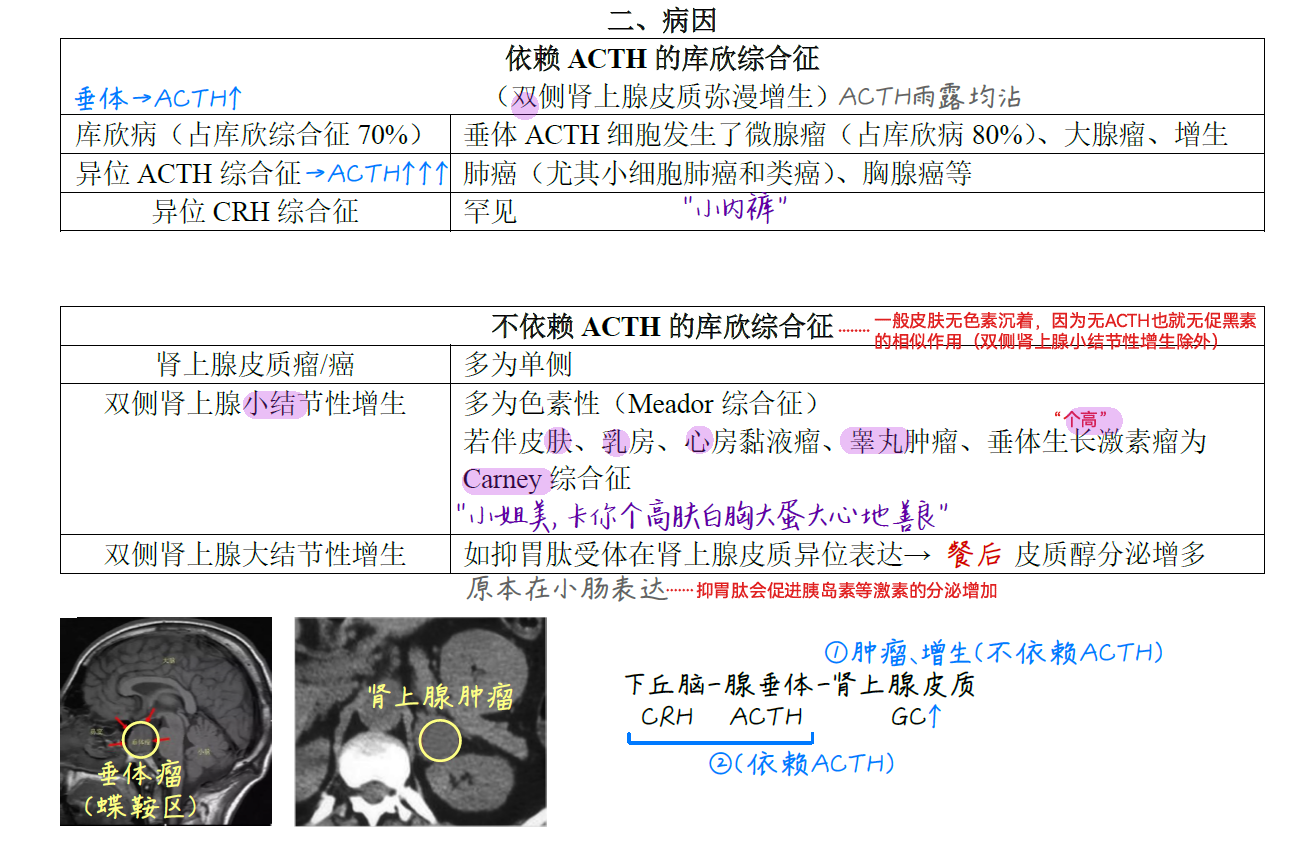 二、病因
依赖 ACTH 的库欣综合征
垂体→ACTH↑
（双侧肾上腺皮质弥漫增生）ACTH雨露均沾
库欣病（占库欣综合征 70%）
垂体 ACTH 细胞发生了微腺瘤（占库欣病 80%）、大腺瘤、增生
异位 ACTH 综合征→ACTH↑↑↑
肺癌（尤其小细胞肺癌和类癌）、胸腺癌等
异位 CRH 综合征
罕见
"小内裤"
不依赖 ACTH 的库欣综合征
一般皮肤无色素沉着，因为无ACTH也就无促黑素
的相似作用（双侧肾上腺小结节性增生除外）
肾上腺皮质瘤/癌
多为单侧
双侧肾上腺小结节性增生
多为色素性（Meador 综合征）
“个高”
若伴皮肤、乳房、心房黏液瘤、睾丸肿瘤、垂体生长激素瘤为
Carney 综合征
"小姐美,卡你个高肤白胸大蛋大心地善良"
双侧肾上腺大结节性增生
如抑胃肽受体在肾上腺皮质异位表达→ 餐后 皮质醇分泌增多
原本在小肠表达……抑胃肽会促进胰岛素等激素的分泌增加
大脑
垂体瘤
小脑
垂体瘤
(蝶鞍区)
肾上腺肿瘤
①肿瘤、增生(不依赖ACTH)
下丘脑-腺垂体-肾上腺皮质
CRH ACTH GC↑
②(依赖ACTH)